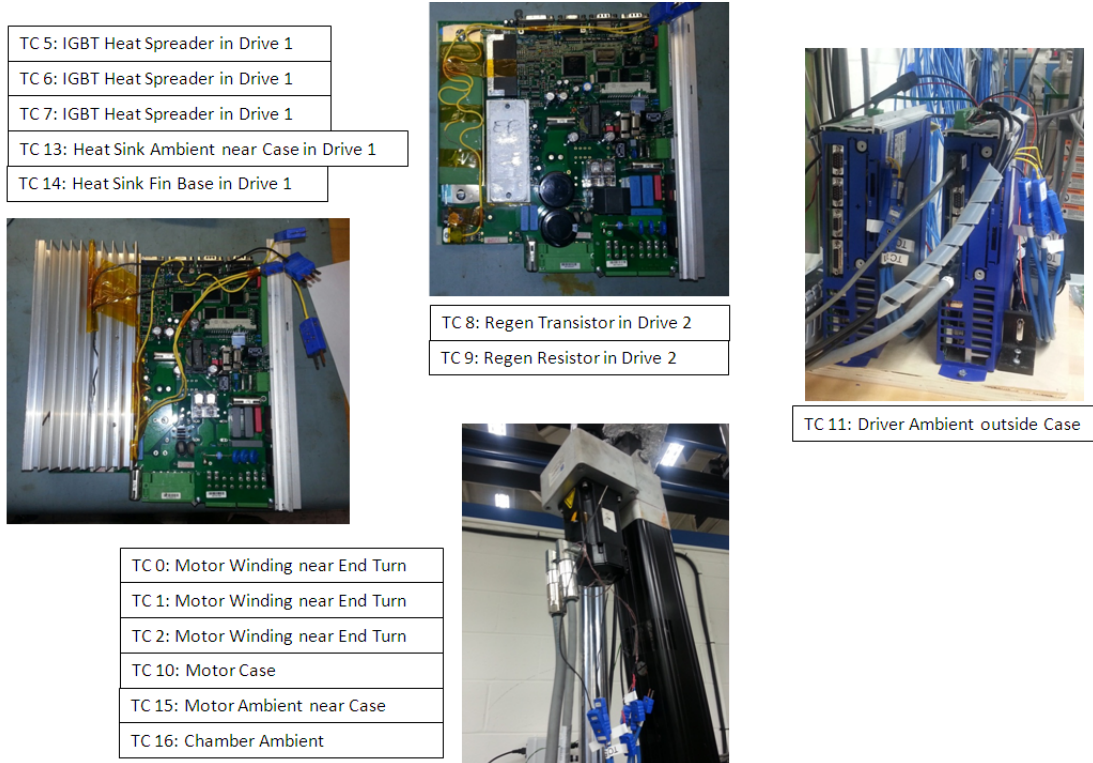 TC 5: IGBT Heat Spreader in Drive 1
TC 6: IGBT Heat Spreader in Drive 1
TC 7: IGBT Heat Spreader in Drive 1
TC 13: Heat Sink Ambient near Case in Drive 1
TC 14: Heat Sink Fin Base in Drive 1
TC 8: Regen Transistor in Drive 2
TC 9: Regen Resistor in Drive 2
TC 11: Driver Ambient outside Case
TC 0: Motor Winding near End Turn
TC 1: Motor Winding near End Turn
TC 2: Motor Winding near End Turn
TC 10: Motor Case
TC 15: Motor Ambient near Case
TC 16: Chamber Ambient